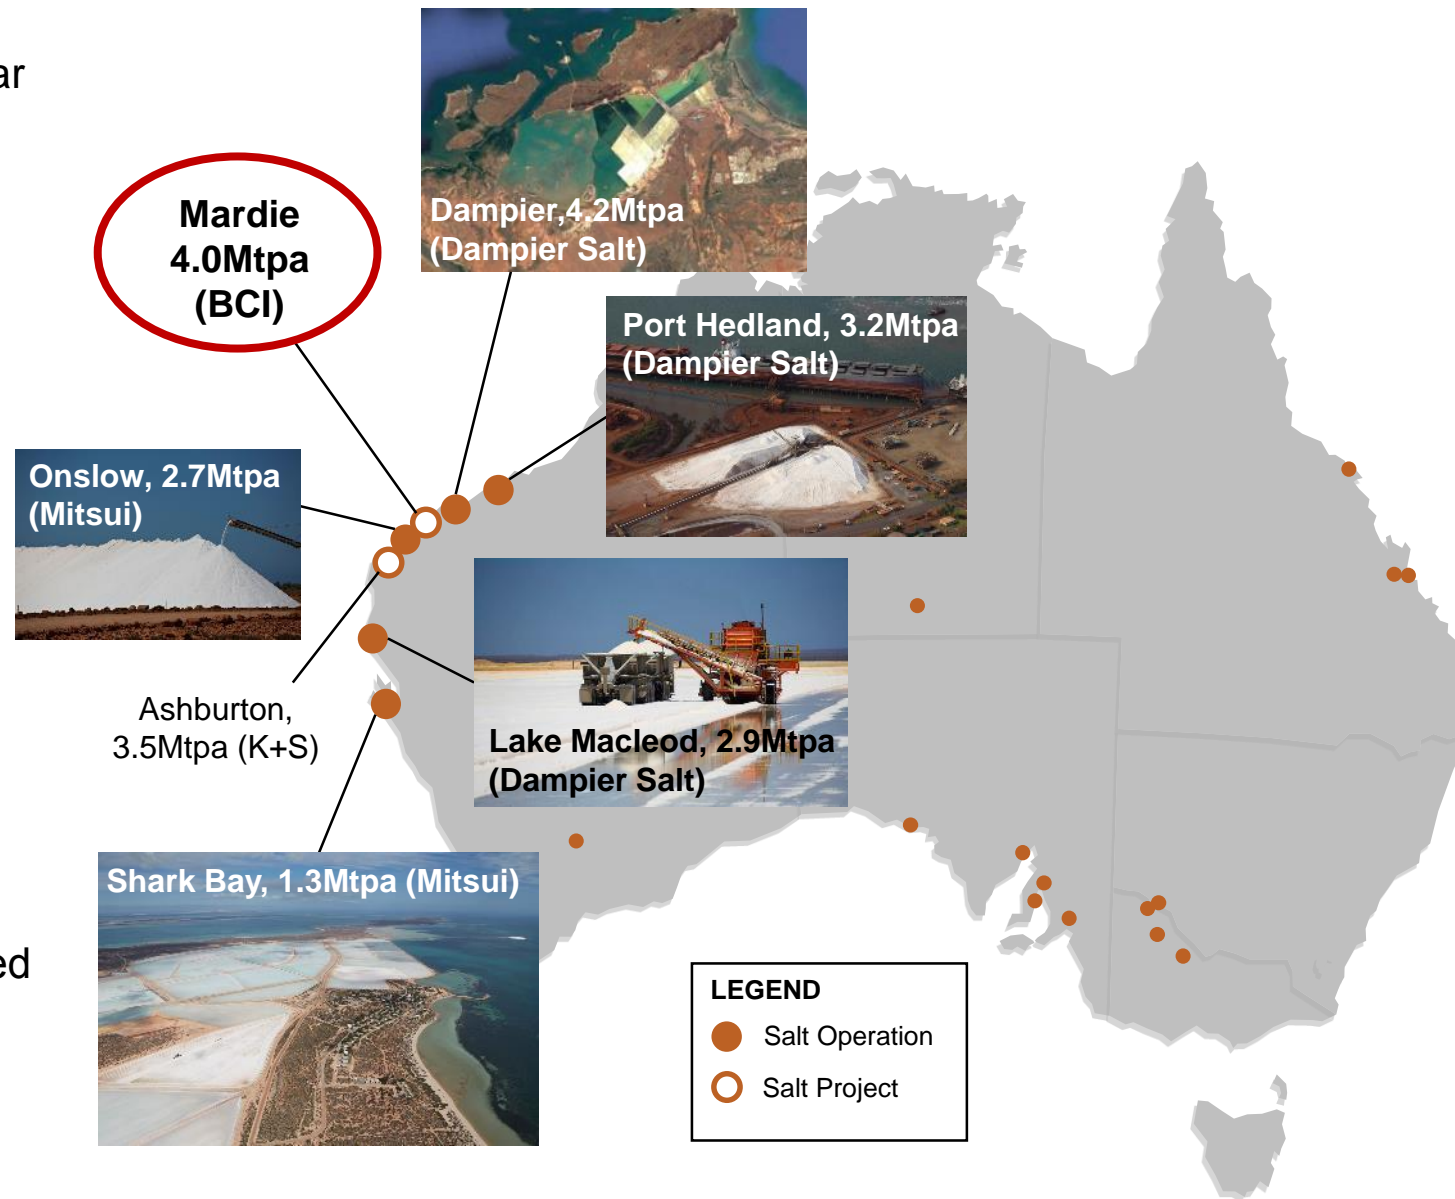 ar
Mardie
4.0Mtpa
(BCI)
Dampier,4.2Mtpa
(Dampier Salt)
Port Hedland, 3.2Mtpa
(Dampier Salt)
Onslow, 2.7Mtpa
(Mitsui)
Ashburton,
3.5Mtpa (K+S)
Lake Macleod, 2.9Mtpa
(Dampier Salt)
Shark Bay, 1.3Mtpa (Mitsui)
ed
LEGEND
Salt Operation
Salt Project